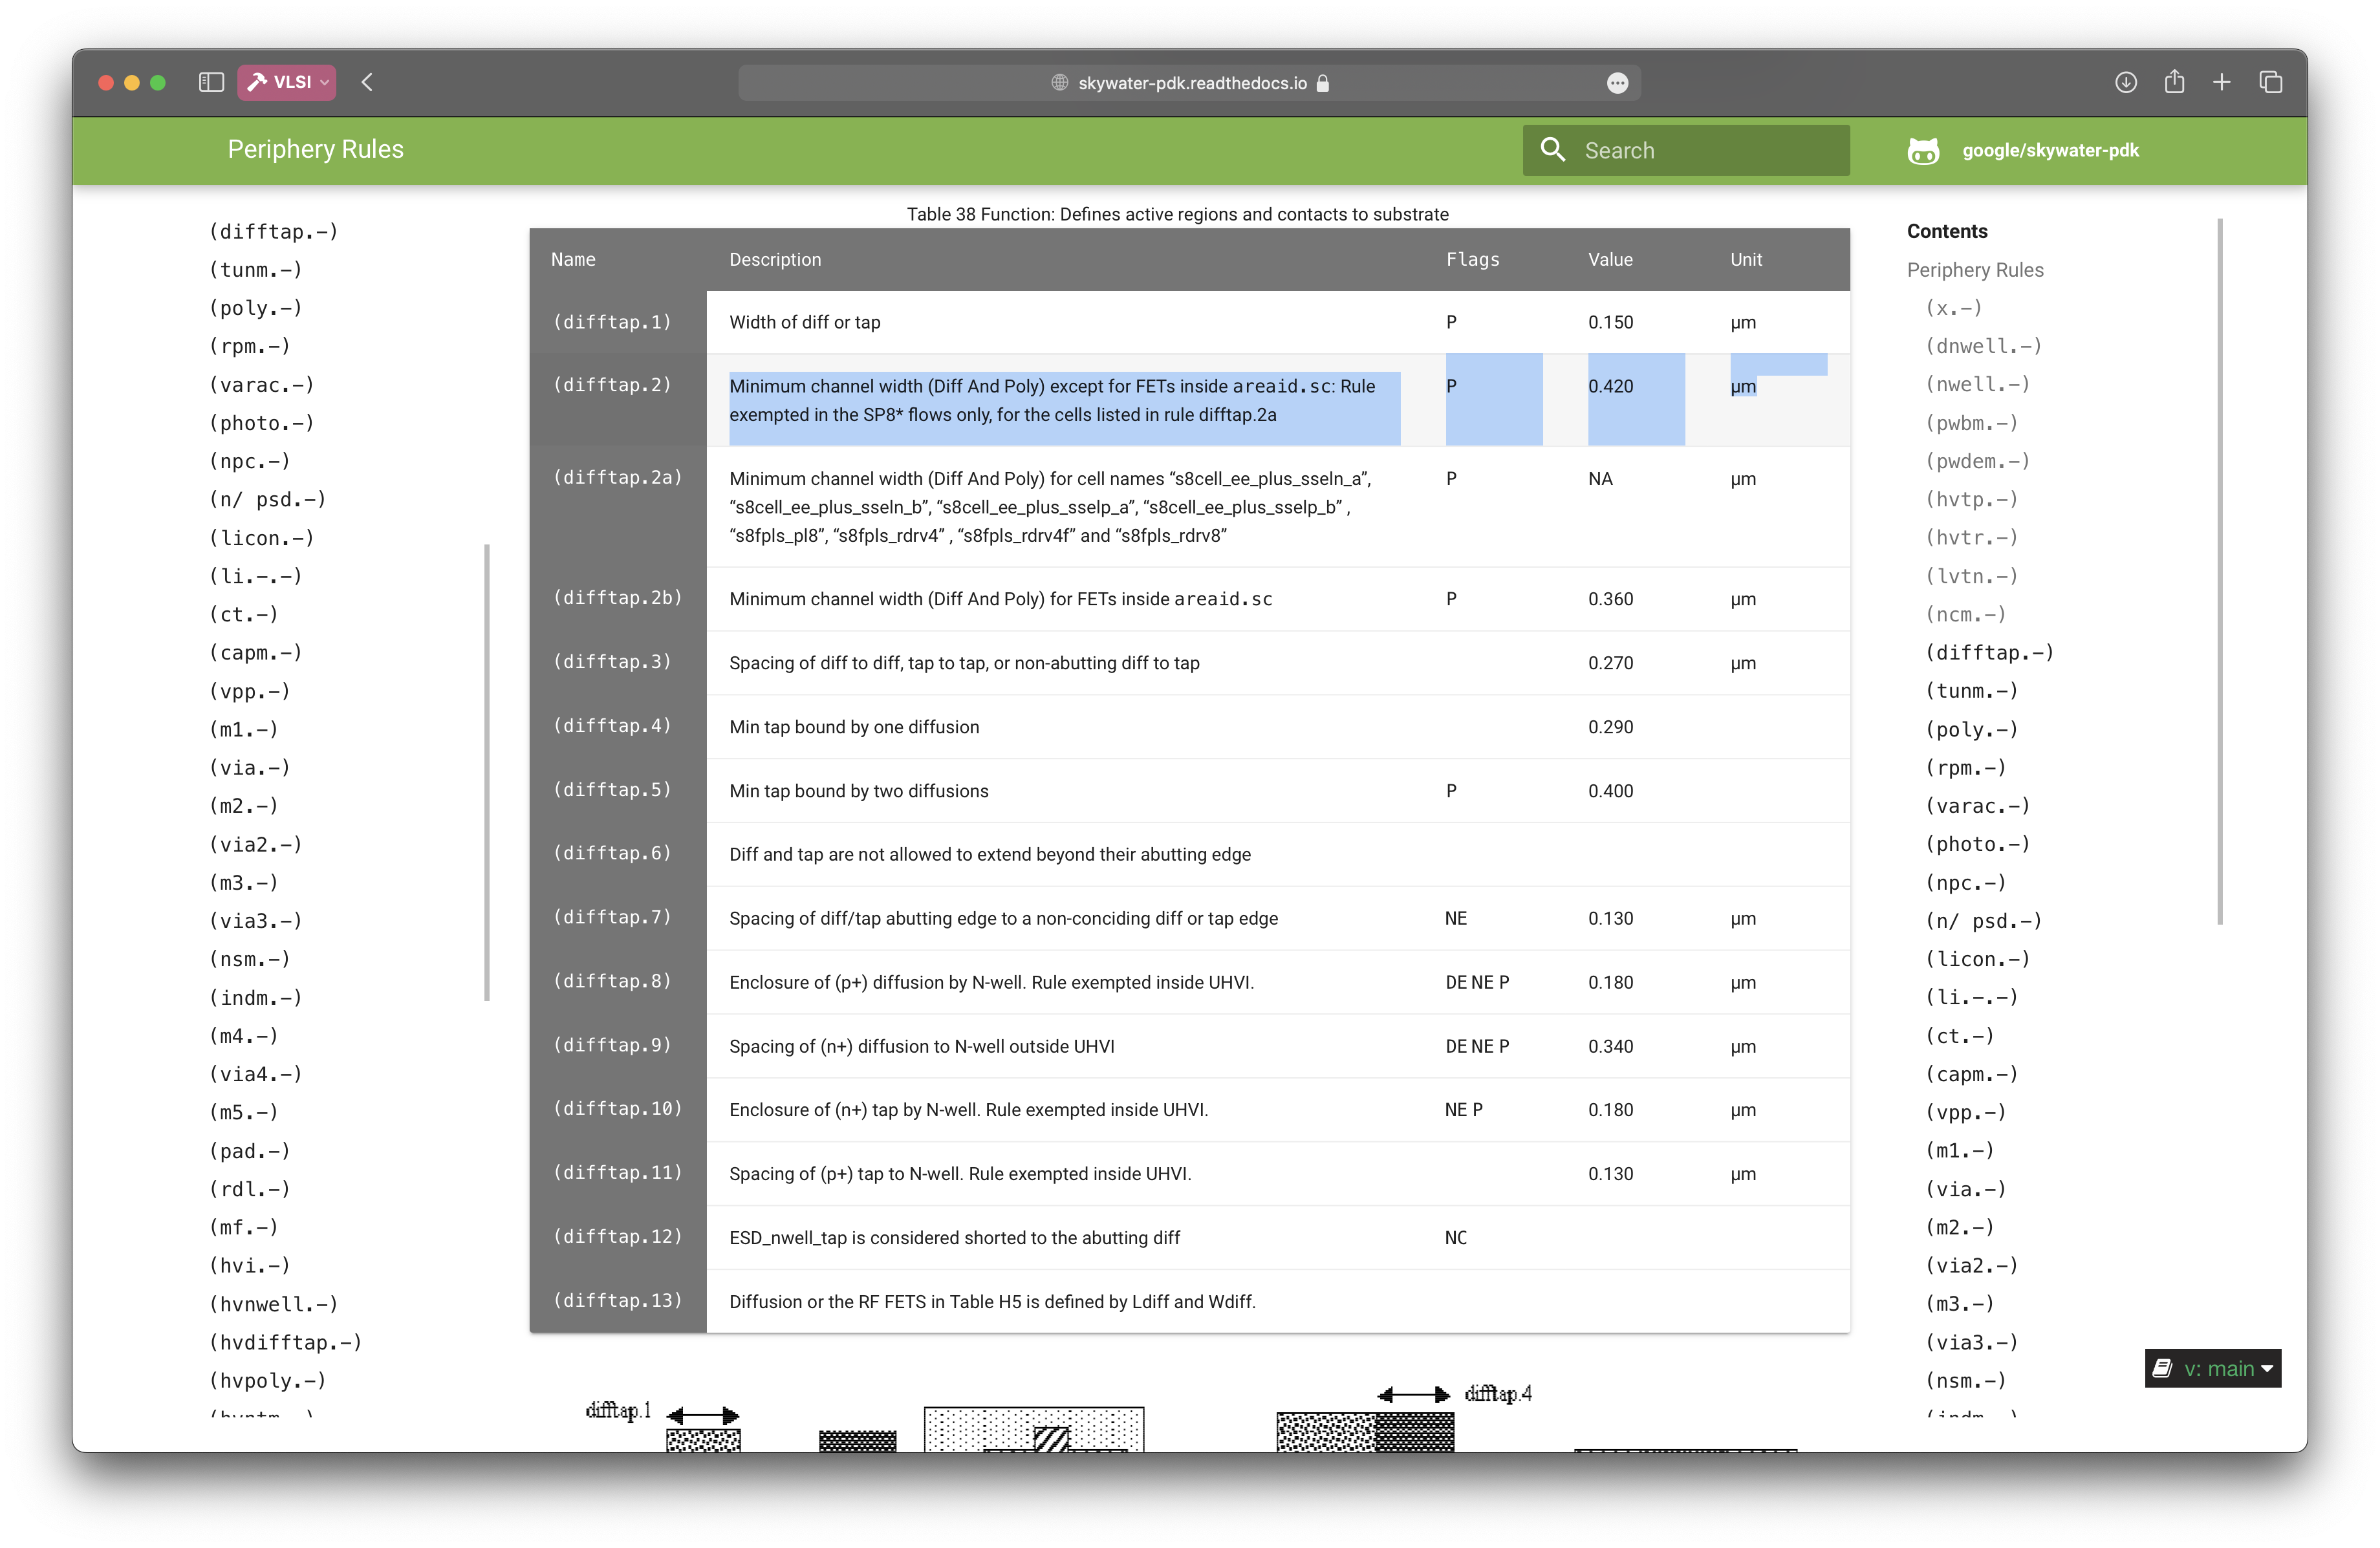 VLSI
skywater-pdk.readthedocs.io
Periphery Rules
Search
google/skywater-pdk
(difftap.-)
(tunm.-)
(poly.-)
(rpm.-)
(varac.-)
(photo.-)
(npc.-)
(n/ psd.-)
(licon.-)
(li.-.-)
(ct.-)
(capm.-)
(vpp.-)
(m1.-)
(via.-)
(m2.-)
(via2.-)
(m3.-)
(via3.-)
(nsm.-)
(indm.-)
(m4.-)
(via4.-)
(m5.-)
(pad.-)
(rdl.-)
(mf.-)
(hvi.-)
(hvnwell.-)
(hvdifftap.-)
(hvpoly.-)
Table 38 Function: Defines active regions and contacts to substrate
Name Description Flags Value Unit
(difftap.1) Width of diff or tap P 0.150 µm
(difftap.2) Minimum channel width (Diff And Poly) except for FETs inside areaid.sc: Rule P 0.420 µm
exempted in the SP8* flows only, for the cells listed in rule difftap.2a
(difftap.2a) Minimum channel width (Diff And Poly) for cell names “s8cell_ee_plus_sseln_a”, P NA µm
“s8cell_ee_plus_sseln_b”, “s8cell_ee_plus_sselp_a”, “s8cell_ee_plus_sselp_b” ,
“s8fpls_pl8”, “s8fpls_rdrv4” , “s8fpls_rdrv4f” and “s8fpls_rdrv8”
(difftap.2b) Minimum channel width (Diff And Poly) for FETs inside areaid.sc P 0.360 µm
(difftap.3) Spacing of diff to diff, tap to tap, or non-abutting diff to tap 0.270 µm
(difftap.4) Min tap bound by one diffusion 0.290
(difftap.5) Min tap bound by two diffusions P 0.400
(difftap.6) Diff and tap are not allowed to extend beyond their abutting edge
(difftap.7) Spacing of diff/tap abutting edge to a non-conciding diff or tap edge NE 0.130 µm
(difftap.8) Enclosure of (p+) diffusion by N-well. Rule exempted inside UHVI. DE NE P 0.180 µm
(difftap.9) Spacing of (n+) diffusion to N-well outside UHVI DE NE P 0.340 µm
(difftap.10) Enclosure of (n+) tap by N-well. Rule exempted inside UHVI. NE P 0.180 µm
(difftap.11) Spacing of (p+) tap to N-well. Rule exempted inside UHVI. 0.130 µm
(difftap.12) ESD_nwell_tap is considered shorted to the abutting diff NC
(difftap.13) Diffusion or the RF FETS in Table H5 is defined by Ldiff and Wdiff.
difftap.1
difftap.4
Contents
Periphery Rules
(x.-)
(dnwell.-)
(nwell.-)
(pwbm.-)
(pwdem.-)
(hvtp.-)
(hvtr.-)
(lvtn.-)
(ncm.-)
(difftap.-)
(tunm.-)
(poly.-)
(rpm.-)
(varac.-)
(photo.-)
(npc.-)
(n/ psd.-)
(licon.-)
(li.-.-)
(ct.-)
(capm.-)
(vpp.-)
(m1.-)
(via.-)
(m2.-)
(via2.-)
(m3.-)
(via3.-)
(nsm.-)
v: main